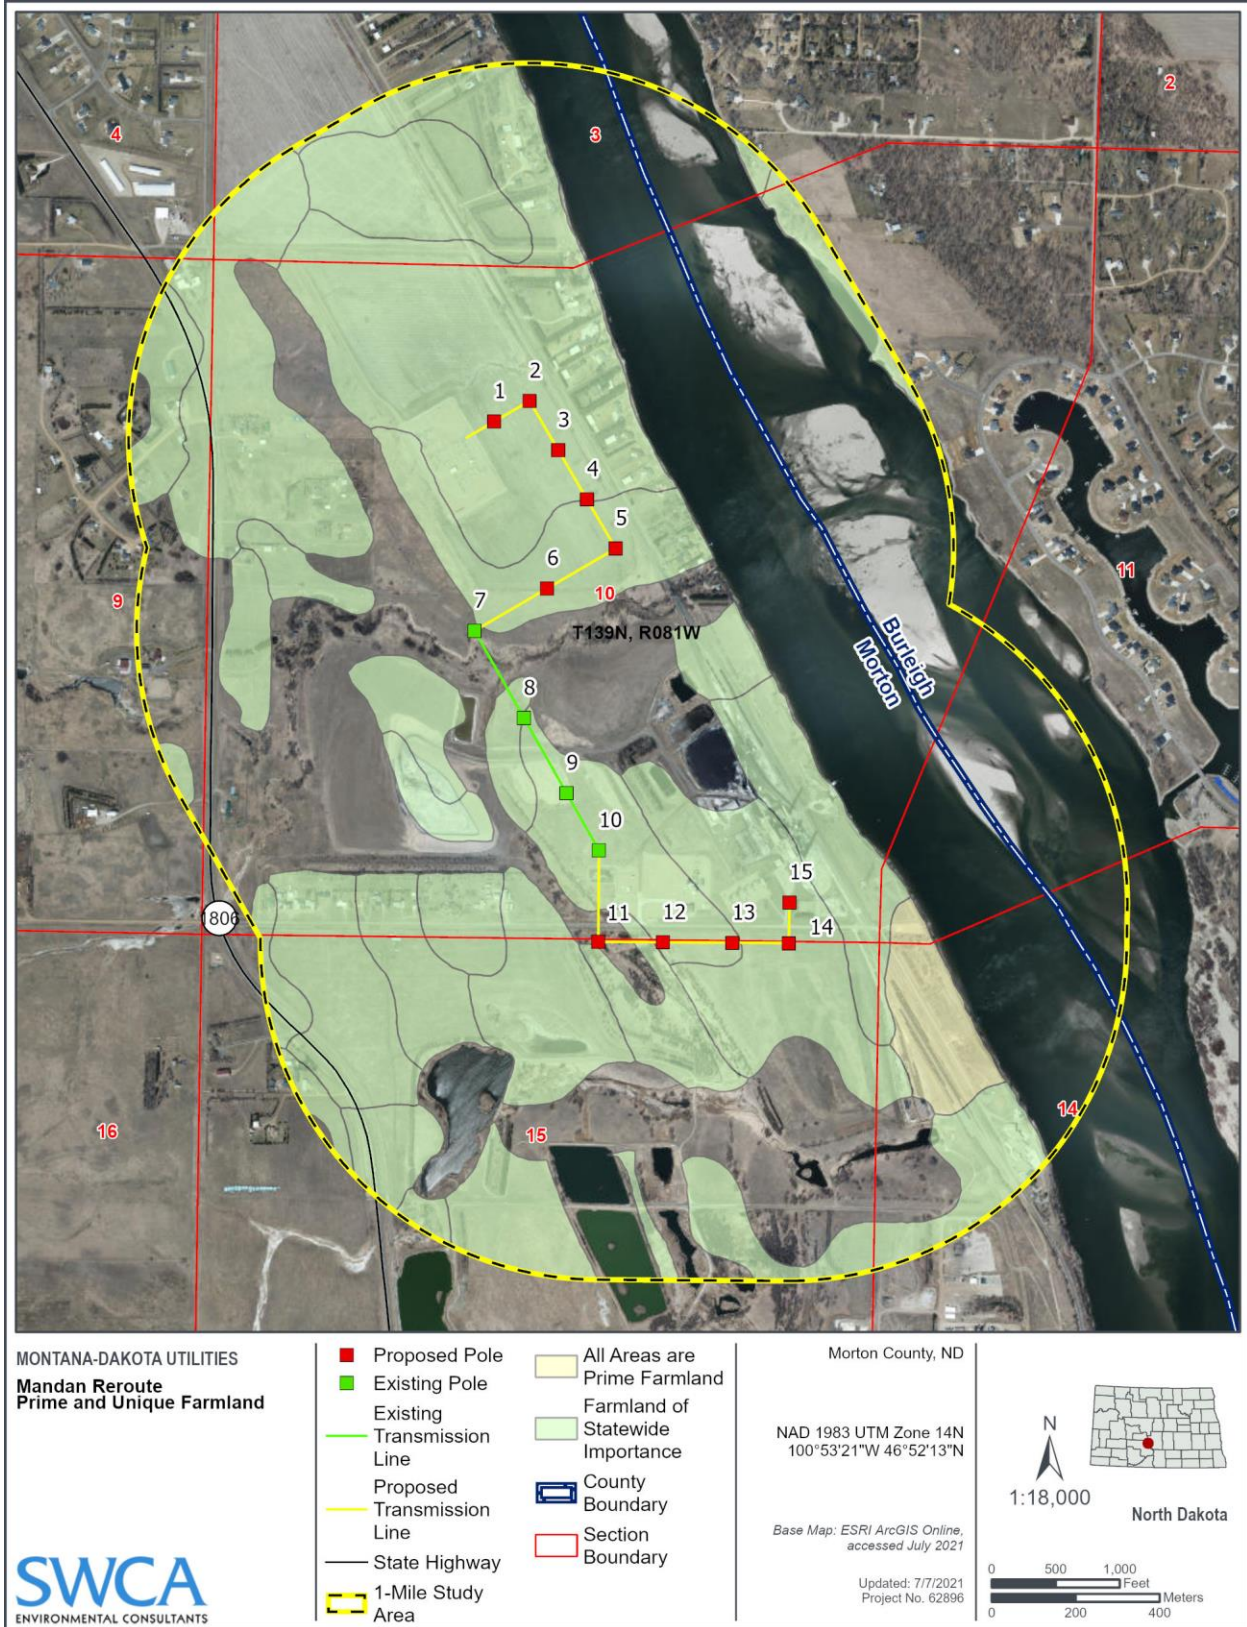 2
4
3
2
1
3
4
5
6
10
7
T139N, R081W
11
9
Burleigh
Morton
8
9
10
15
1806
11
12
13
14
14
16
15
MONTANA-DAKOTA UTILITIES
Mandan Reroute
Prime and Unique Farmland
SWCA
ENVIRONMENTAL CONSULTANTS
Proposed Pole
Existing Pole
Existing
Transmission
Line
Proposed
Transmission
Line
State Highway
1-Mile Study
Area
All Areas are
Prime Farmland
Farmland of
Statewide
Importance
County
Boundary
Section
Boundary
Morton County, ND
NAD 1983 UTM Zone 14N
100°53'21"W 46°52'13"N
Base Map: ESRI ArcGIS Online,
accessed July 2021
Updated: 7/7/2021
Project No. 62896
N
1:18,000
North Dakota
0 500 1,000
Feet
Meters
0 200 400